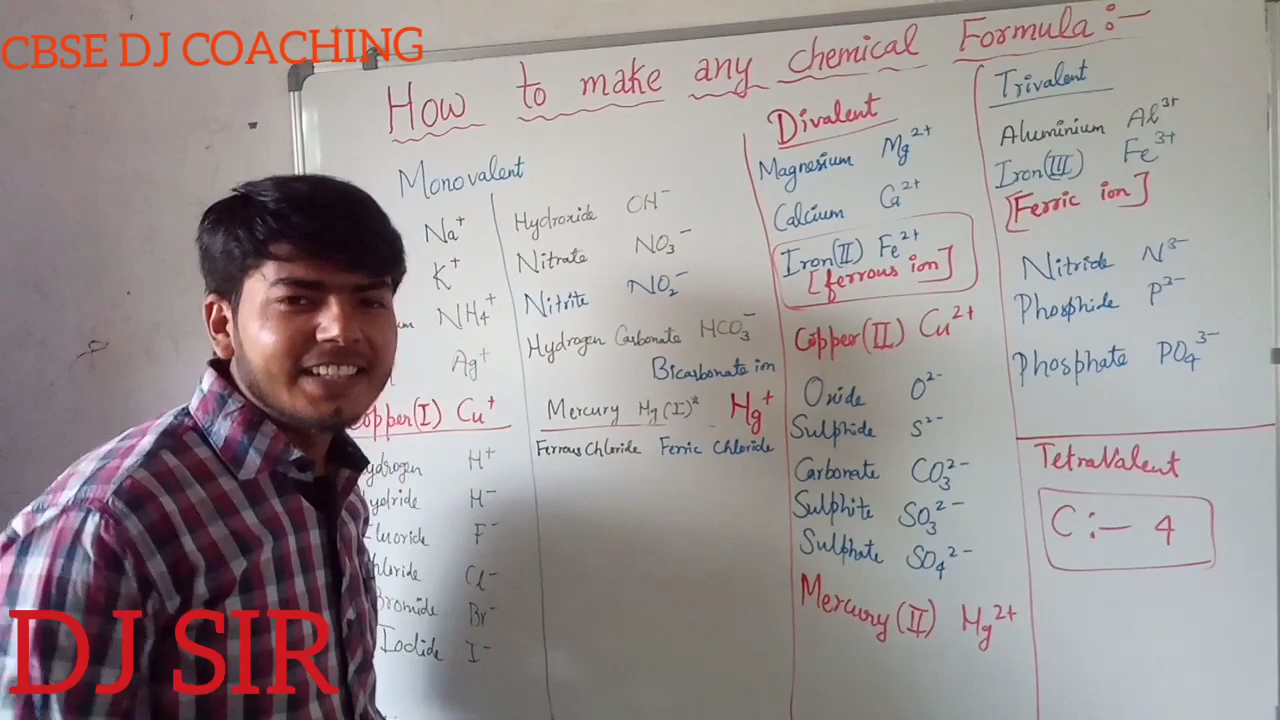 CBSE DJ COACHING
How to make any chemical Formula:-
Monovalent
Na⁺
K⁺
NH₄⁺
Ag⁺
Copper(I) Cu⁺
Hydrogen H⁺
Hydride H⁻
Fluoride F⁻
Chloride Cl⁻
Bromide Br⁻
Iodide I⁻
Hydroxide OH⁻
Nitrate NO₃⁻
Nitrite NO₂⁻
Hydrogen Carbonate HCO₃⁻
Bicarbonate ion
Mercury Hg(I)* Hg⁺
Ferrous Chloride Ferric Chloride
Divalent
Magnesium Mg²⁺
Calcium Ca²⁺
Iron(II) Fe²⁺
[ferrous ion]
Copper(II) Cu²⁺
Oxide O²⁻
Sulphide S²⁻
Carbonate CO₃²⁻
Sulphite SO₃²⁻
Sulphate SO₄²⁻
Mercury(II) Hg²⁺
Trivalent
Aluminium Al³⁺
Iron(III) Fe³⁺
[Ferric ion]
Nitride N³⁻
Phosphide P³⁻
Phosphate PO₄³⁻
TetraValent
C:- 4
DJ SIR